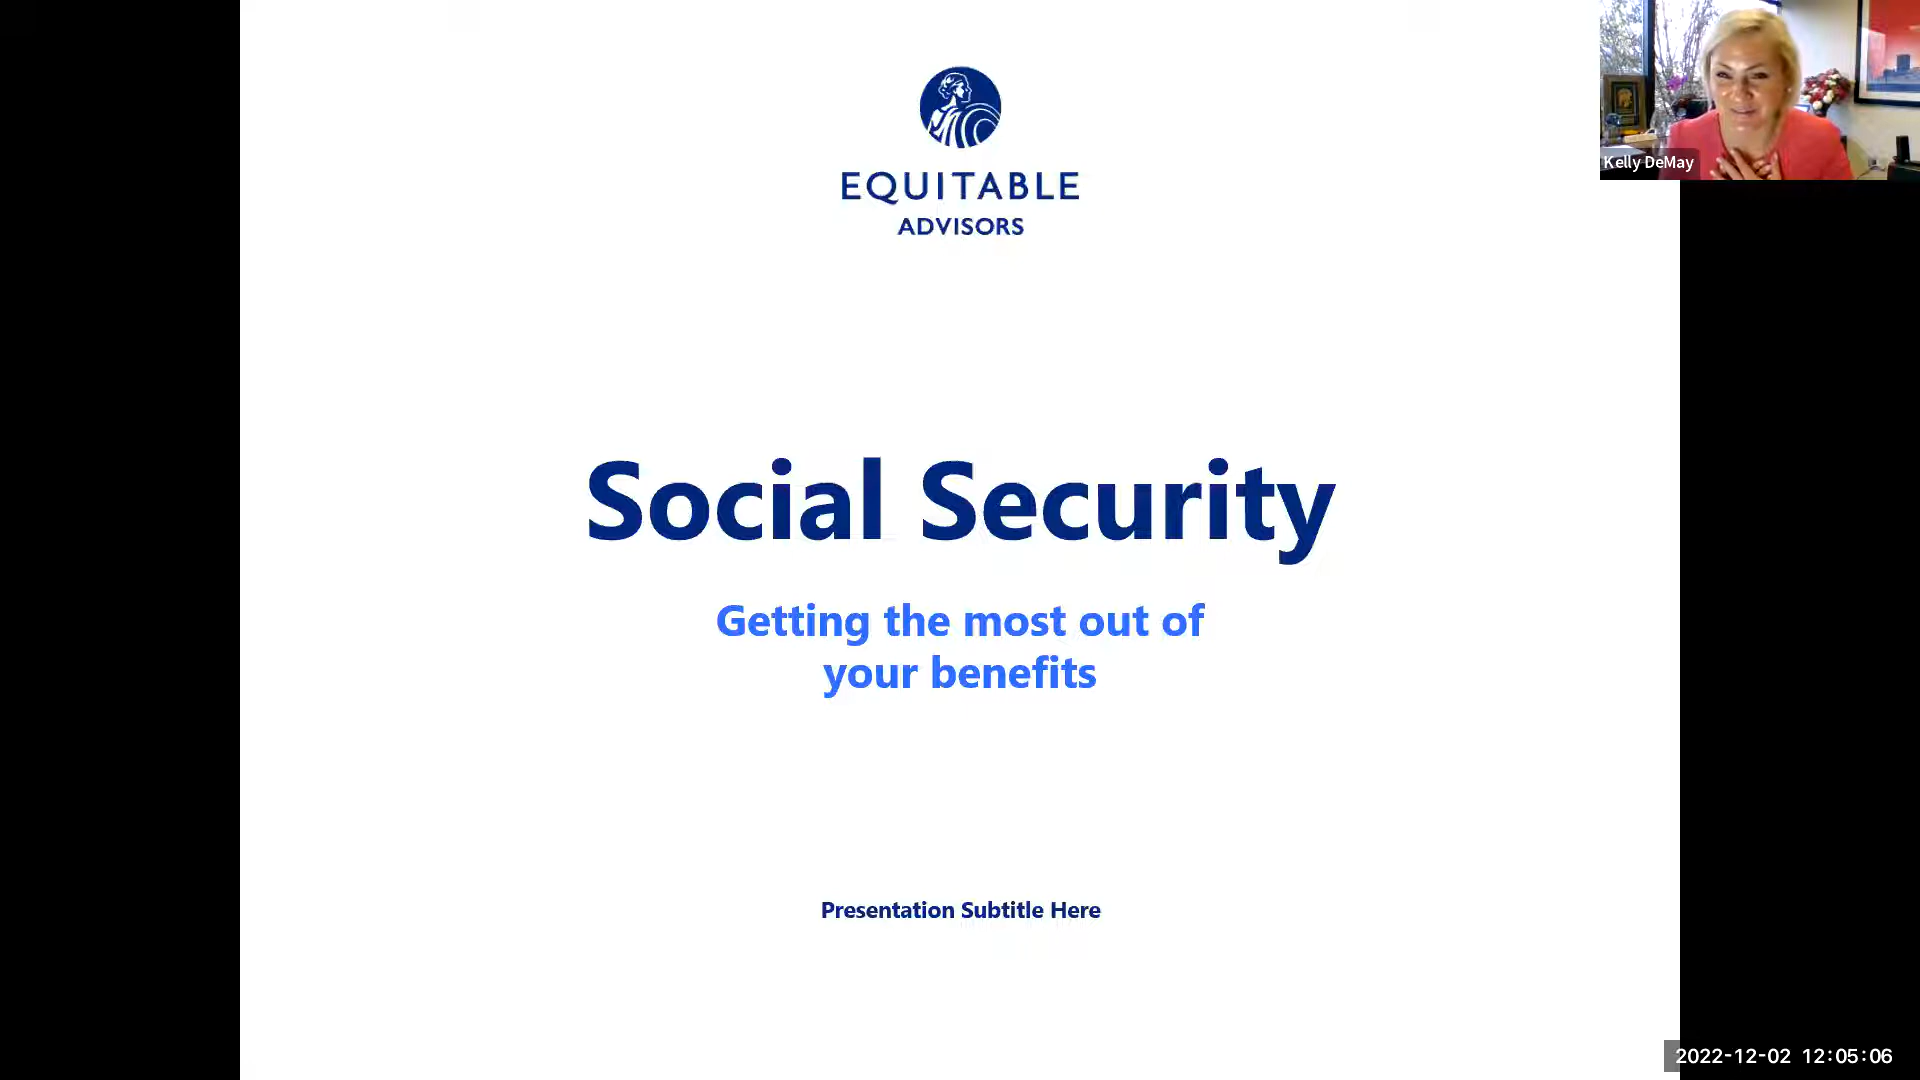 EQUITABLE
ADVISORS
Kelly DeMay
Social Security
Getting the most out of
your benefits
Presentation Subtitle Here
2022-12-02 12:05:06